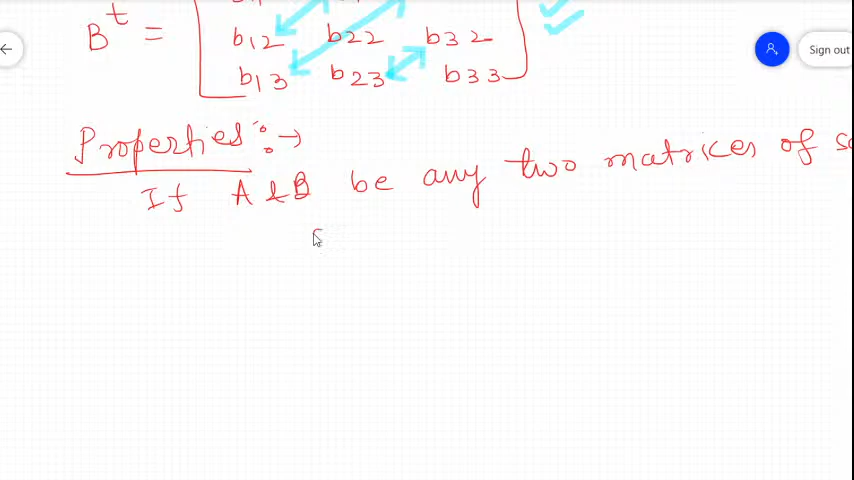 B^t =
b12 b22 b32
b13 b23 b33
Sign out
Properties :→
If A & B be any two matrices of